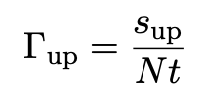 Γ_up = s_up / Nt